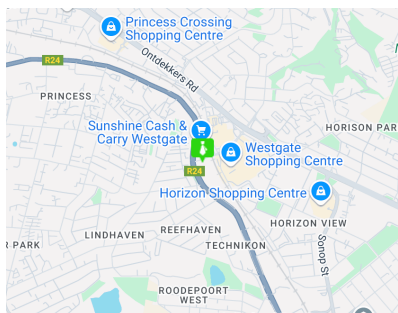 Princess Crossing
Shopping Centre
Ontdekkers Rd
R24
PRINCESS
Sunshine Cash &
Carry Westgate
HORISON PAR
Westgate
Shopping Centre
R24
Horizon Shopping Centre
HORIZON VIEW
REEFHAVEN
LINDHAVEN
R PARK
TECHNIKON
Sonop St
ROODEPOORT
WEST